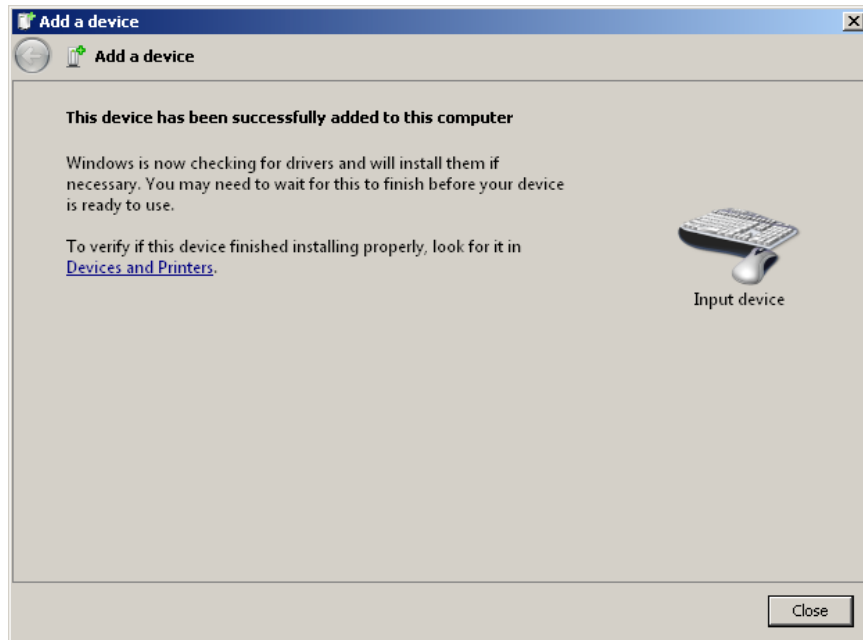 Add a device
Add a device
This device has been successfully added to this computer
Windows is now checking for drivers and will install them if
necessary. You may need to wait for this to finish before your device
is ready to use.
To verify if this device finished installing properly, look for it in
Devices and Printers.
Input device
Close